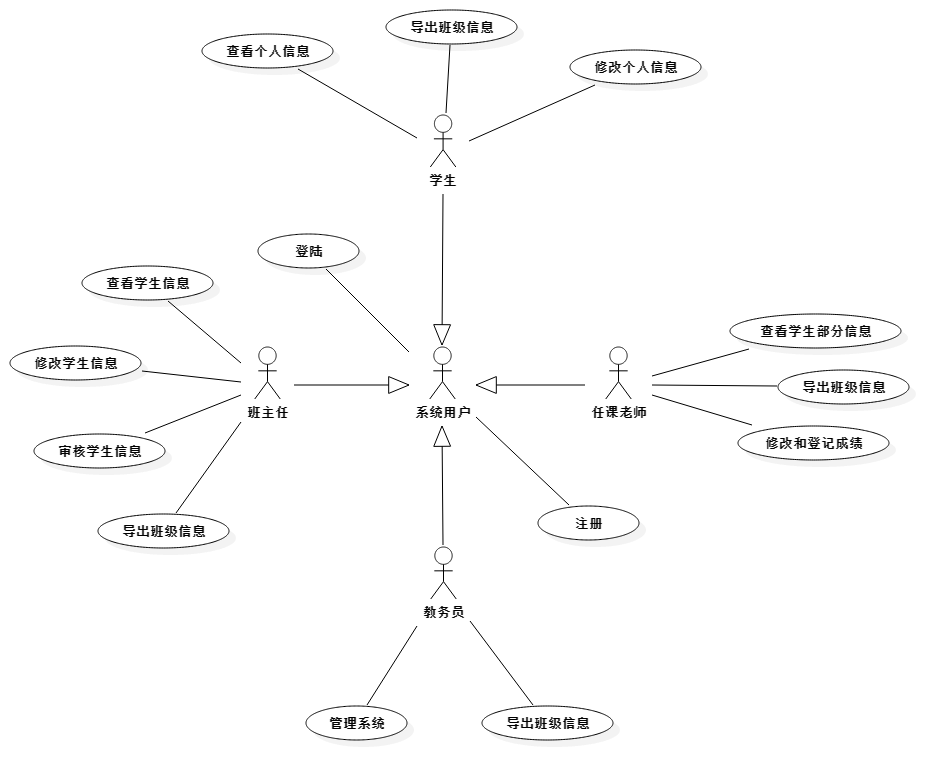 导出班级信息
查看个人信息
修改个人信息
学生
登陆
查看学生信息
查看学生部分信息
修改学生信息
导出班级信息
班主任
系统用户
任课老师
修改和登记成绩
审核学生信息
注册
导出班级信息
教务员
管理系统
导出班级信息